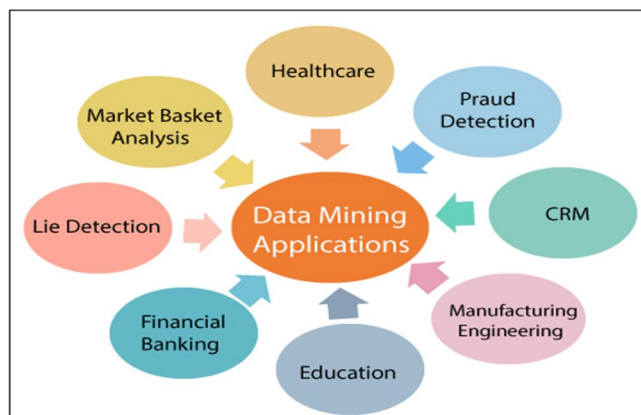 Healthcare
Market Basket
Analysis
Praud
Detection
Lie Detection
Data Mining
Applications
CRM
Financial
Banking
Manufacturing
Engineering
Education